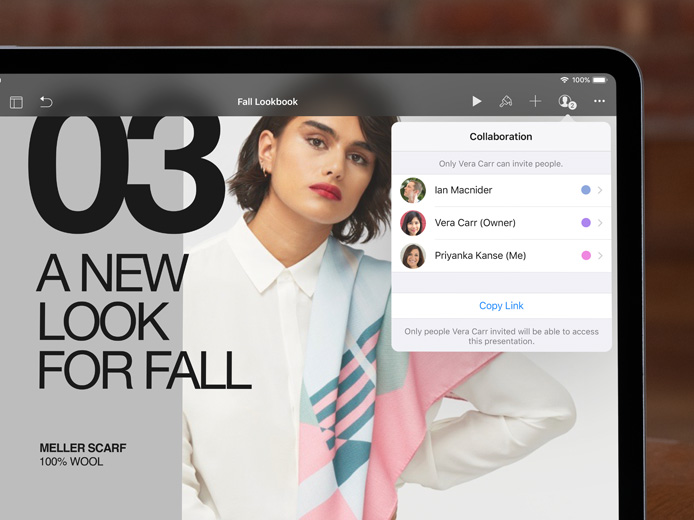 100%
Fall Lookbook
2
03
A NEW
LOOK
FOR FALL
MELLER SCARF
100% WOOL
Collaboration
Only Vera Carr can invite people.
Ian Macnider
Vera Carr (Owner)
Priyanka Kanse (Me)
Copy Link
Only people Vera Carr invited will be able to access
this presentation.